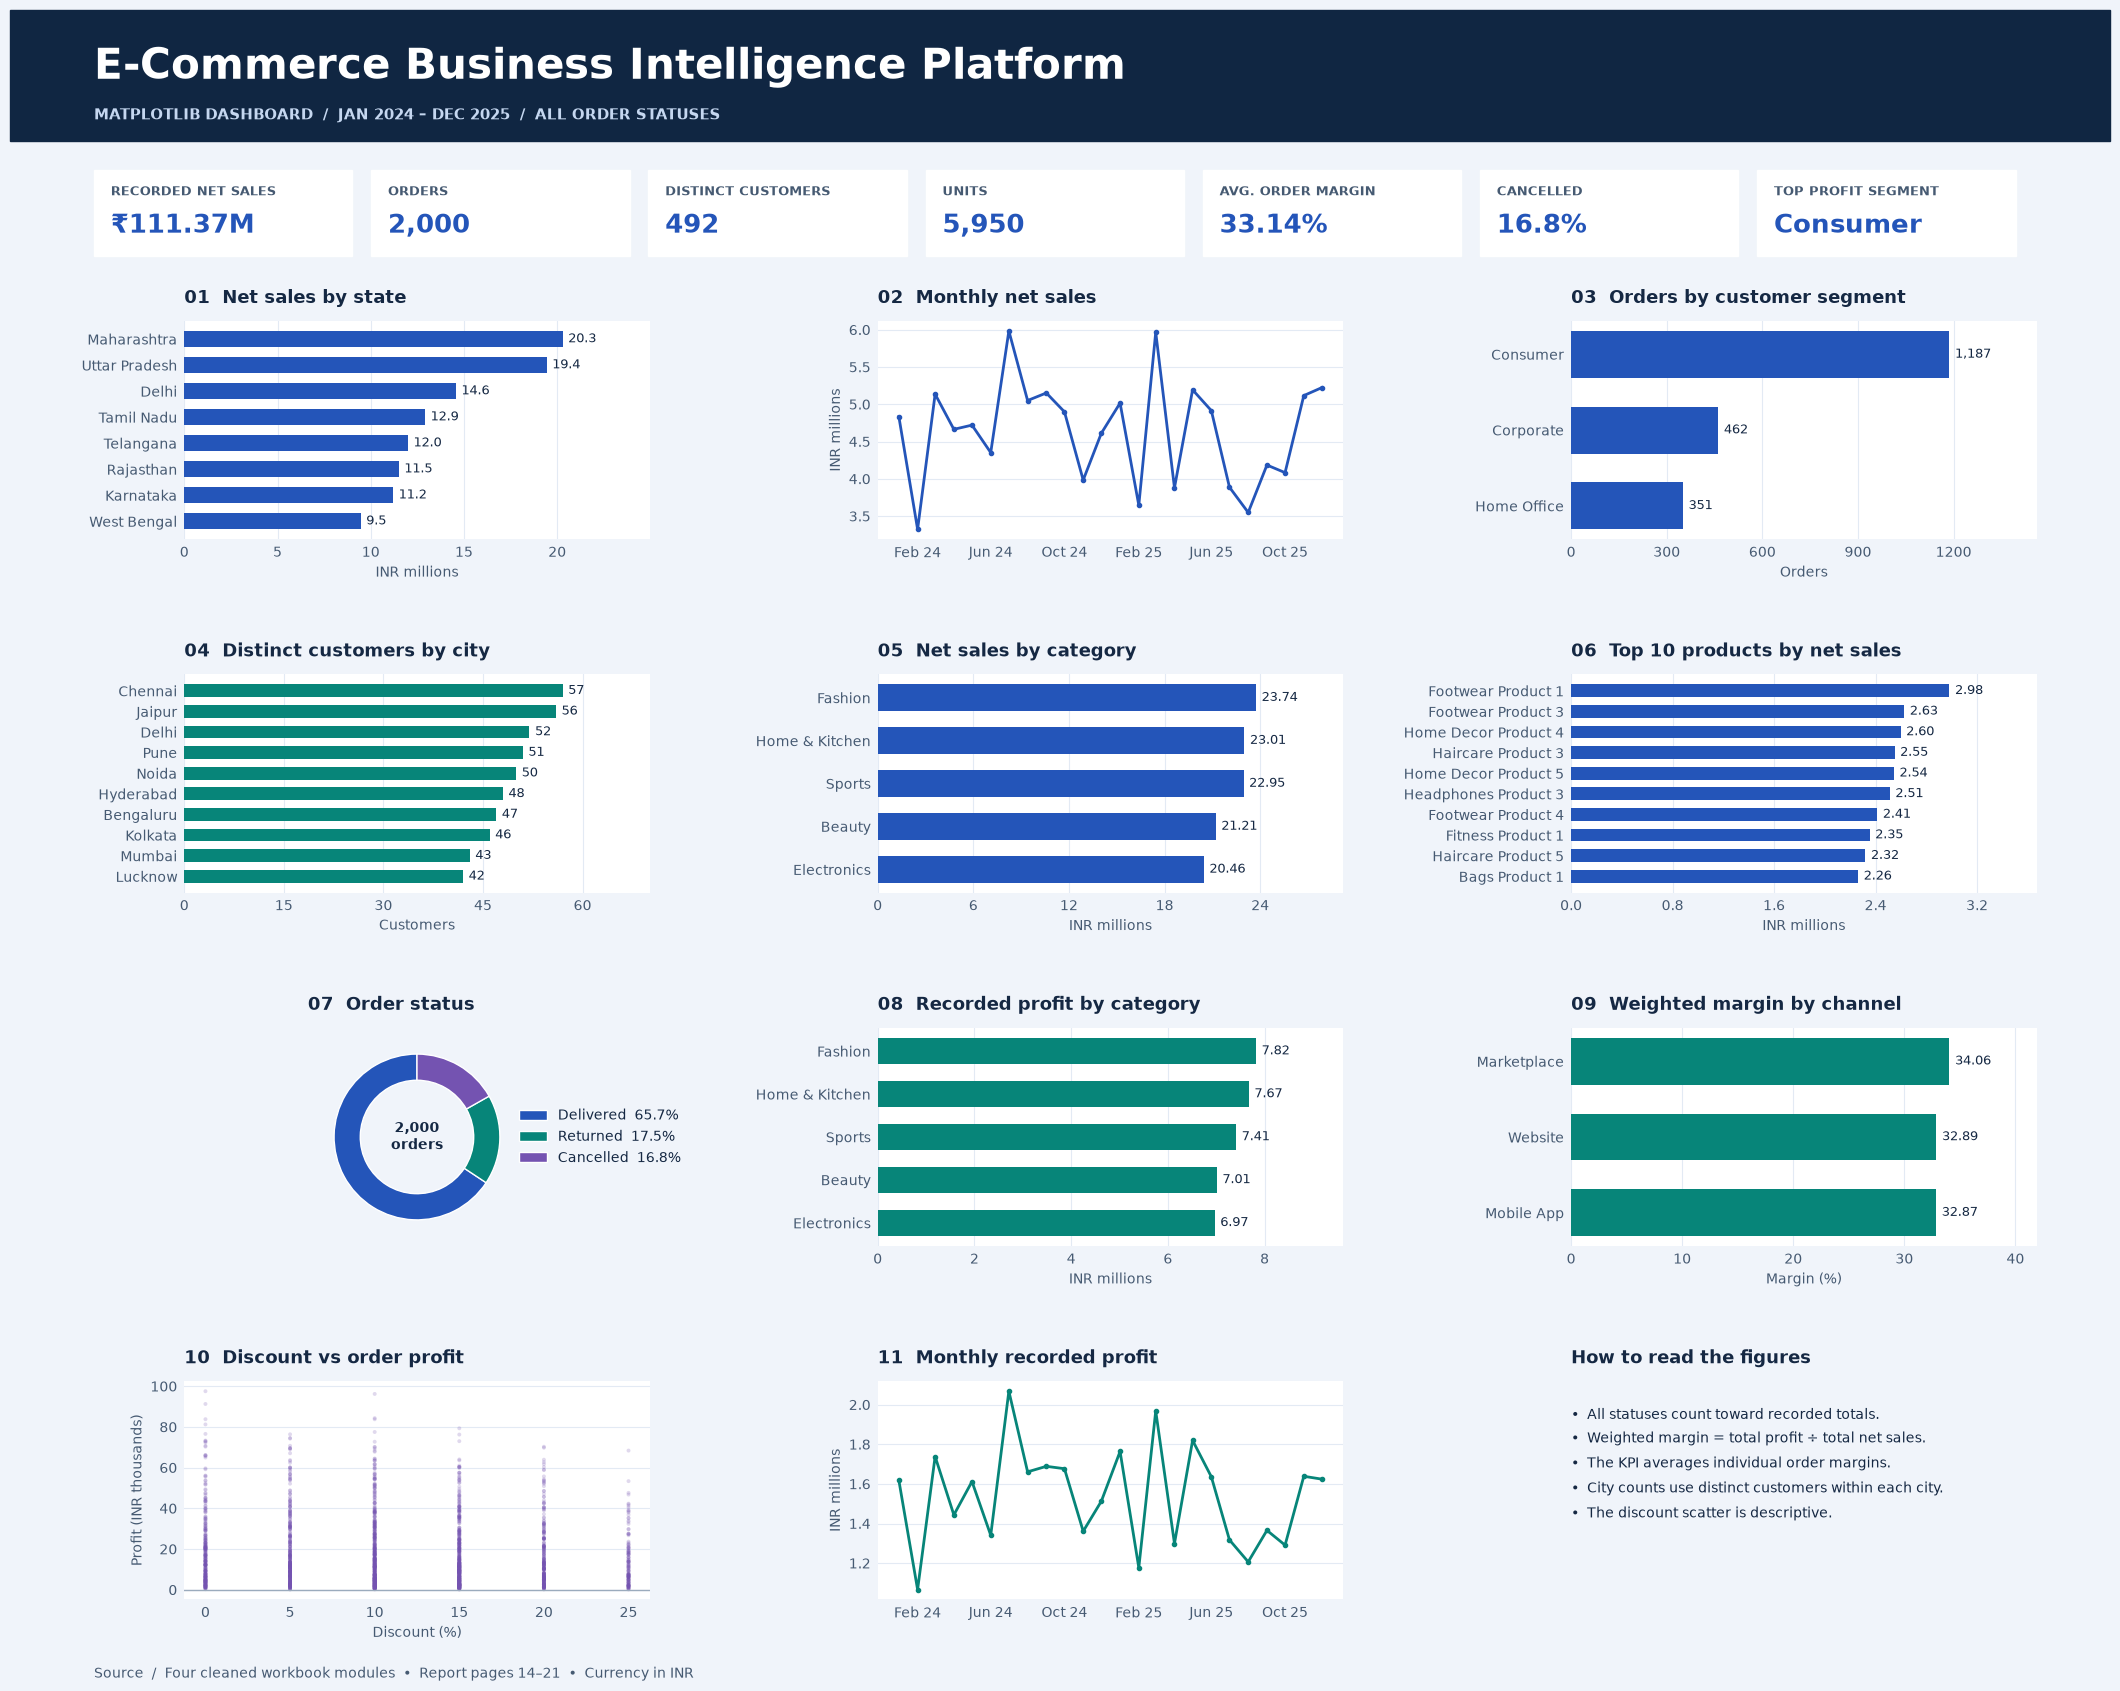 E-Commerce Business Intelligence Platform
MATPLOTLIB DASHBOARD / JAN 2024 – DEC 2025 / ALL ORDER STATUSES
RECORDED NET SALES
₹111.37M
ORDERS
2,000
DISTINCT CUSTOMERS
492
UNITS
5,950
AVG. ORDER MARGIN
33.14%
CANCELLED
16.8%
TOP PROFIT SEGMENT
Consumer
01 Net sales by state
Maharashtra 20.3
Uttar Pradesh 19.4
Delhi 14.6
Tamil Nadu 12.9
Telangana 12.0
Rajasthan 11.5
Karnataka 11.2
West Bengal 9.5
0 5 10 15 20
INR millions
02 Monthly net sales
INR millions
6.0
5.5
5.0
4.5
4.0
3.5
Feb 24 Jun 24 Oct 24 Feb 25 Jun 25 Oct 25
03 Orders by customer segment
Consumer 1,187
Corporate 462
Home Office 351
0 300 600 900 1200
Orders
04 Distinct customers by city
Chennai 57
Jaipur 56
Delhi 52
Pune 51
Noida 50
Hyderabad 48
Bengaluru 47
Kolkata 46
Mumbai 43
Lucknow 42
0 15 30 45 60
Customers
05 Net sales by category
Fashion 23.74
Home & Kitchen 23.01
Sports 22.95
Beauty 21.21
Electronics 20.46
0 6 12 18 24
INR millions
06 Top 10 products by net sales
Footwear Product 1 2.98
Footwear Product 3 2.63
Home Decor Product 4 2.60
Haircare Product 3 2.55
Home Decor Product 5 2.54
Headphones Product 3 2.51
Footwear Product 4 2.41
Fitness Product 1 2.35
Haircare Product 5 2.32
Bags Product 1 2.26
0.0 0.8 1.6 2.4 3.2
INR millions
07 Order status
2,000
orders
Delivered 65.7%
Returned 17.5%
Cancelled 16.8%
08 Recorded profit by category
Fashion 7.82
Home & Kitchen 7.67
Sports 7.41
Beauty 7.01
Electronics 6.97
0 2 4 6 8
INR millions
09 Weighted margin by channel
Marketplace 34.06
Website 32.89
Mobile App 32.87
0 10 20 30 40
Margin (%)
10 Discount vs order profit
Profit (INR thousands)
100
80
60
40
20
0
0 5 10 15 20 25
Discount (%)
11 Monthly recorded profit
INR millions
2.0
1.8
1.6
1.4
1.2
Feb 24 Jun 24 Oct 24 Feb 25 Jun 25 Oct 25
How to read the figures
• All statuses count toward recorded totals.
• Weighted margin = total profit ÷ total net sales.
• The KPI averages individual order margins.
• City counts use distinct customers within each city.
• The discount scatter is descriptive.
Source / Four cleaned workbook modules • Report pages 14–21 • Currency in INR